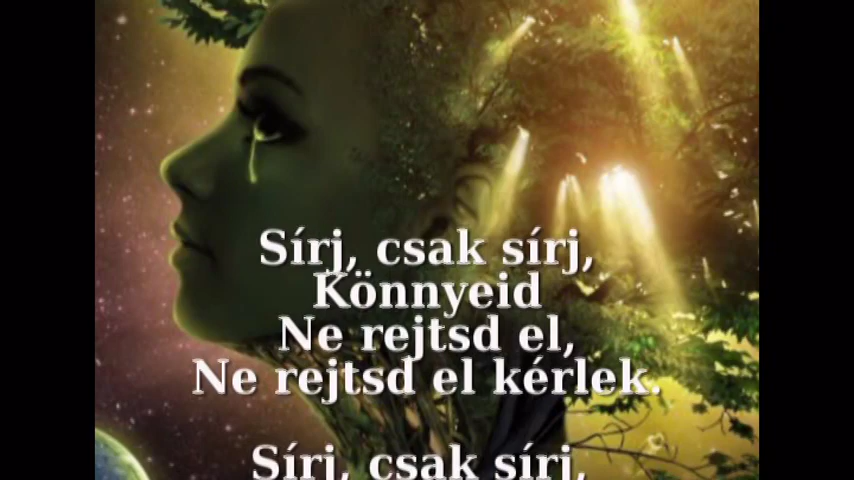 Sírj, csak sírj,
Könnyeid
Ne rejtsd el,
Ne rejtsd el kérlek.
Sírj, csak sírj,